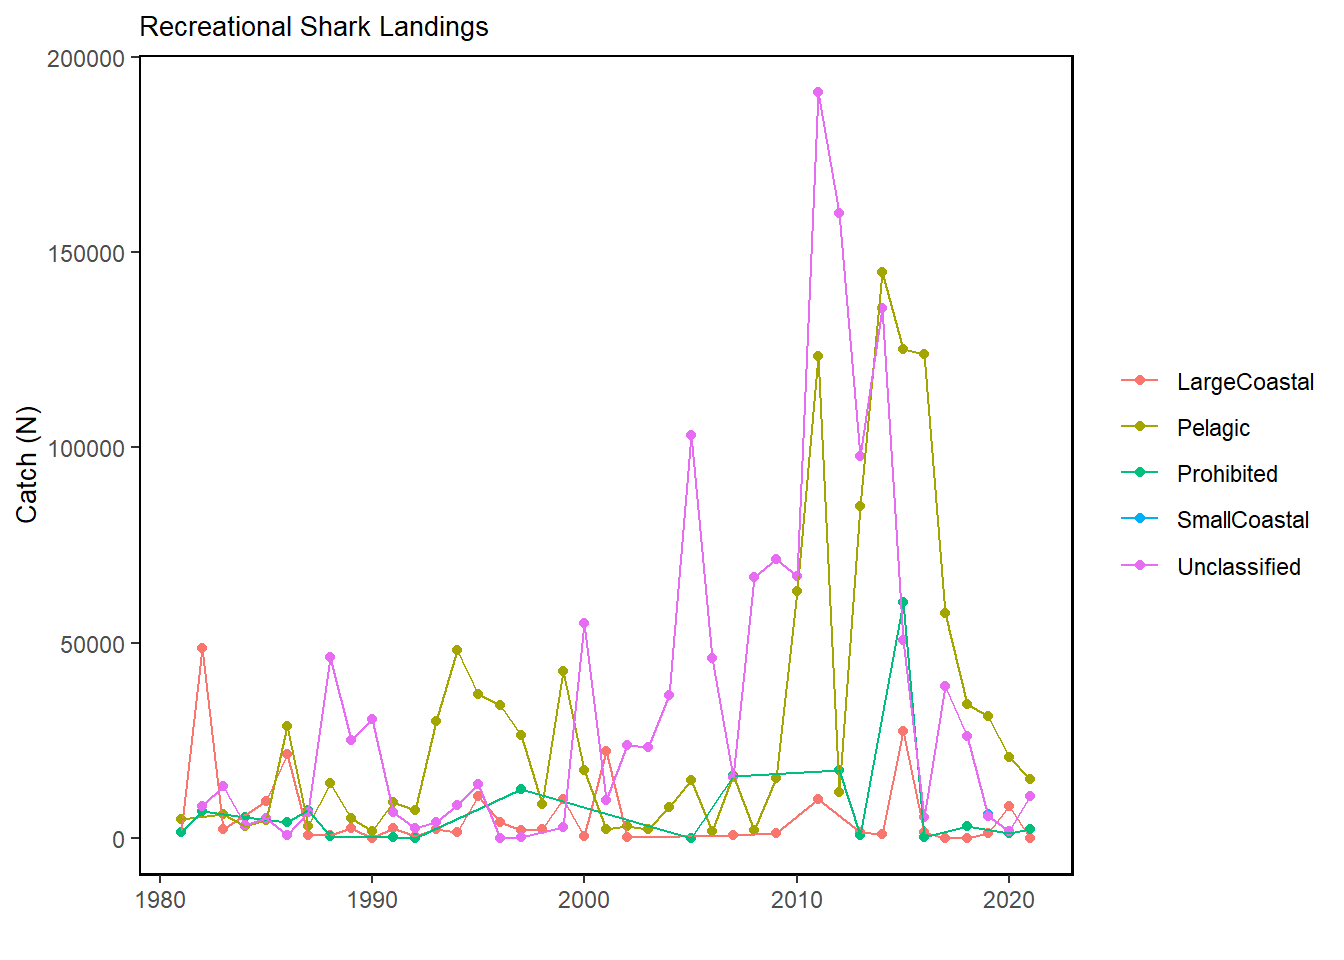 Recreational Shark Landings
200000
150000
100000
50000
0
Catch (N)
1980
1990
2000
2010
2020
LargeCoastal
Pelagic
Prohibited
SmallCoastal
Unclassified